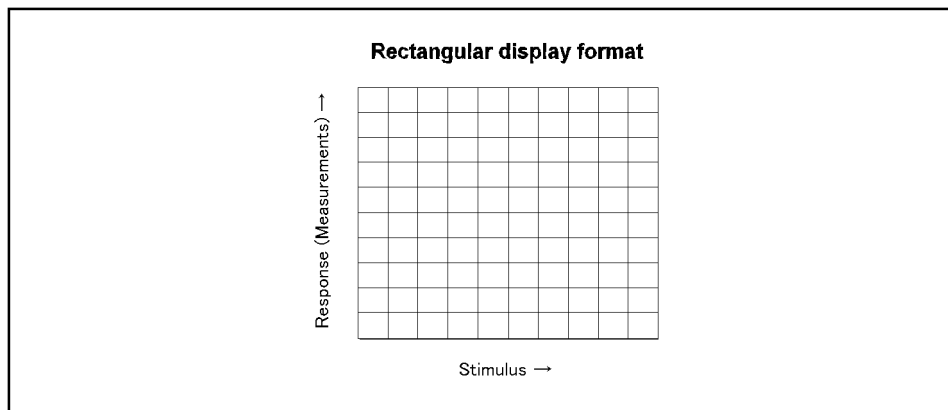 Rectangular display format
Response (Measurements) →
Stimulus →